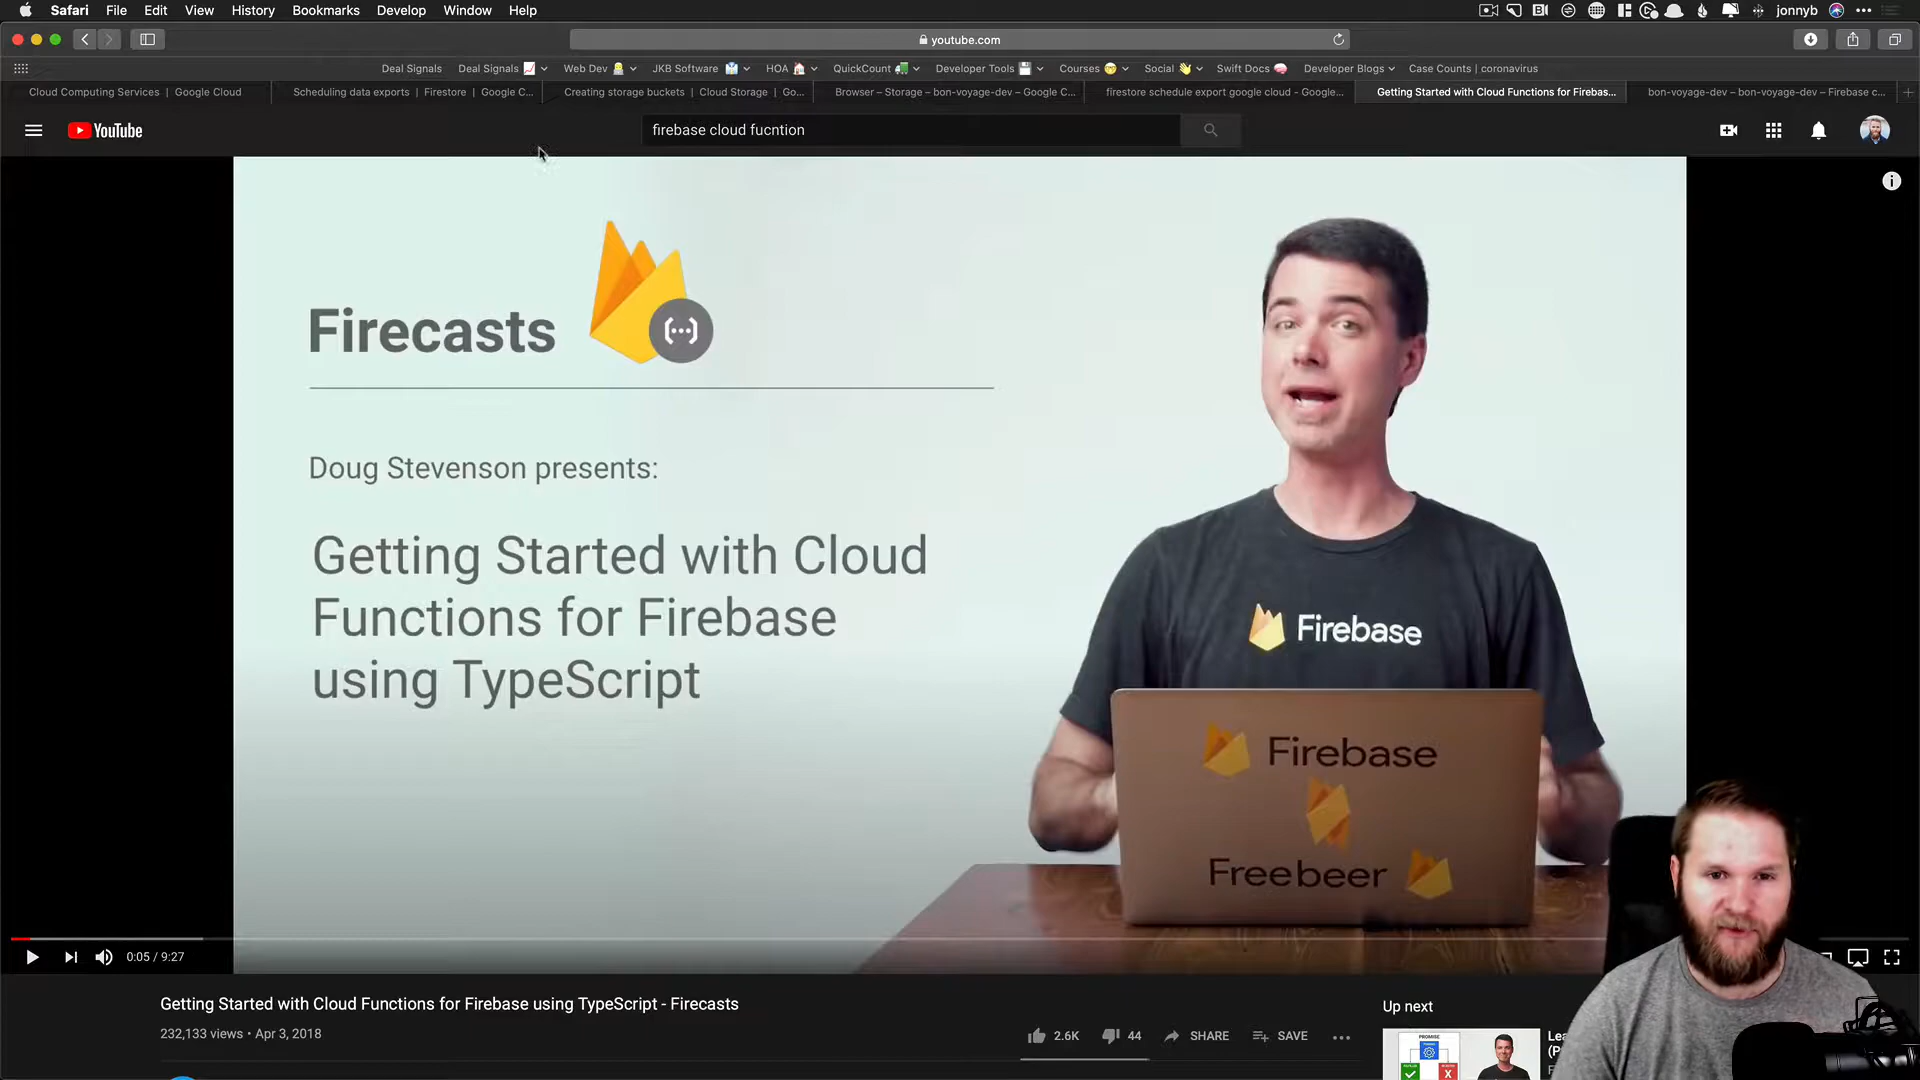 Safari File Edit View History Bookmarks Develop Window Help jonnyb
youtube.com
Deal Signals Deal Signals Web Dev JKB Software HOA QuickCount Developer Tools Courses Social Swift Docs Developer Blogs Case Counts | coronavirus
Cloud Computing Services | Google Cloud Scheduling data exports | Firestore | Google C... Creating storage buckets | Cloud Storage | Go... Browser – Storage – bon-voyage-dev – Google C... firestore schedule export google cloud - Google... Getting Started with Cloud Functions for Firebas... bon-voyage-dev – bon-voyage-dev – Firebase c...
YouTube firebase cloud fucntion
Firecasts
Doug Stevenson presents:
Getting Started with Cloud
Functions for Firebase
using TypeScript
Firebase
Firebase
Freebeer
0:05 / 9:27
Getting Started with Cloud Functions for Firebase using TypeScript - Firecasts
232,133 views • Apr 3, 2018
2.6K 44 SHARE SAVE
Up next
PROMISE